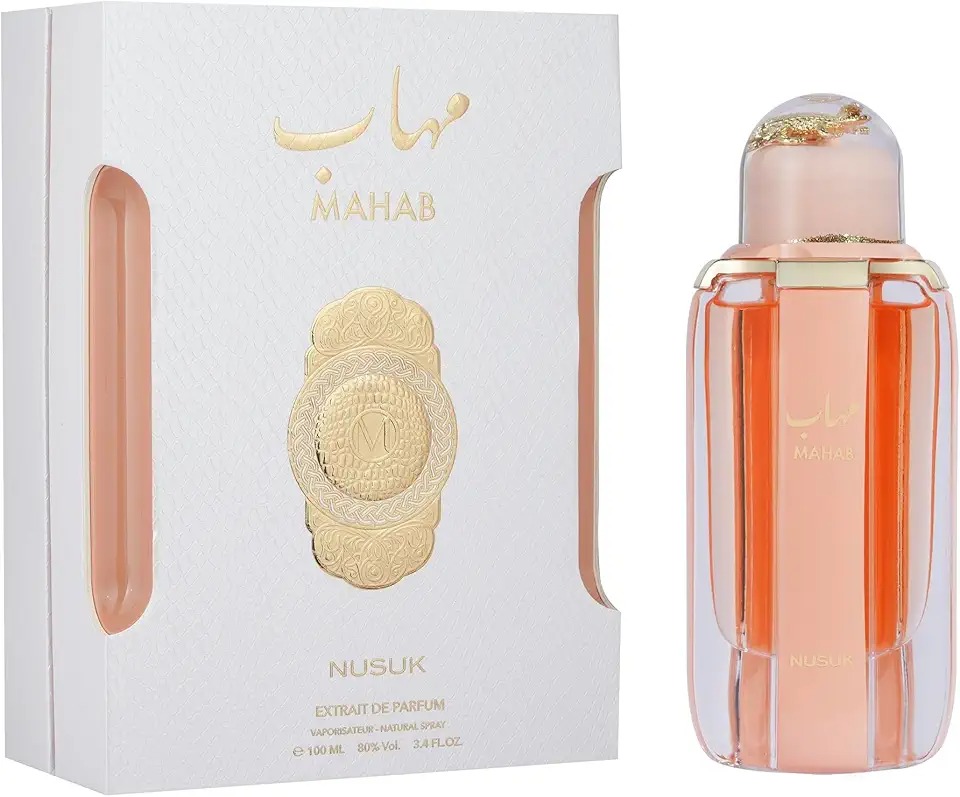 مهاب
MAHAB
M
NUSUK
EXTRAIT DE PARFUM
VAPORISATEUR - NATURAL SPRAY
℮ 100 ML 80% Vol. 3.4 FL.OZ.
مهاب
MAHAB
NUSUK